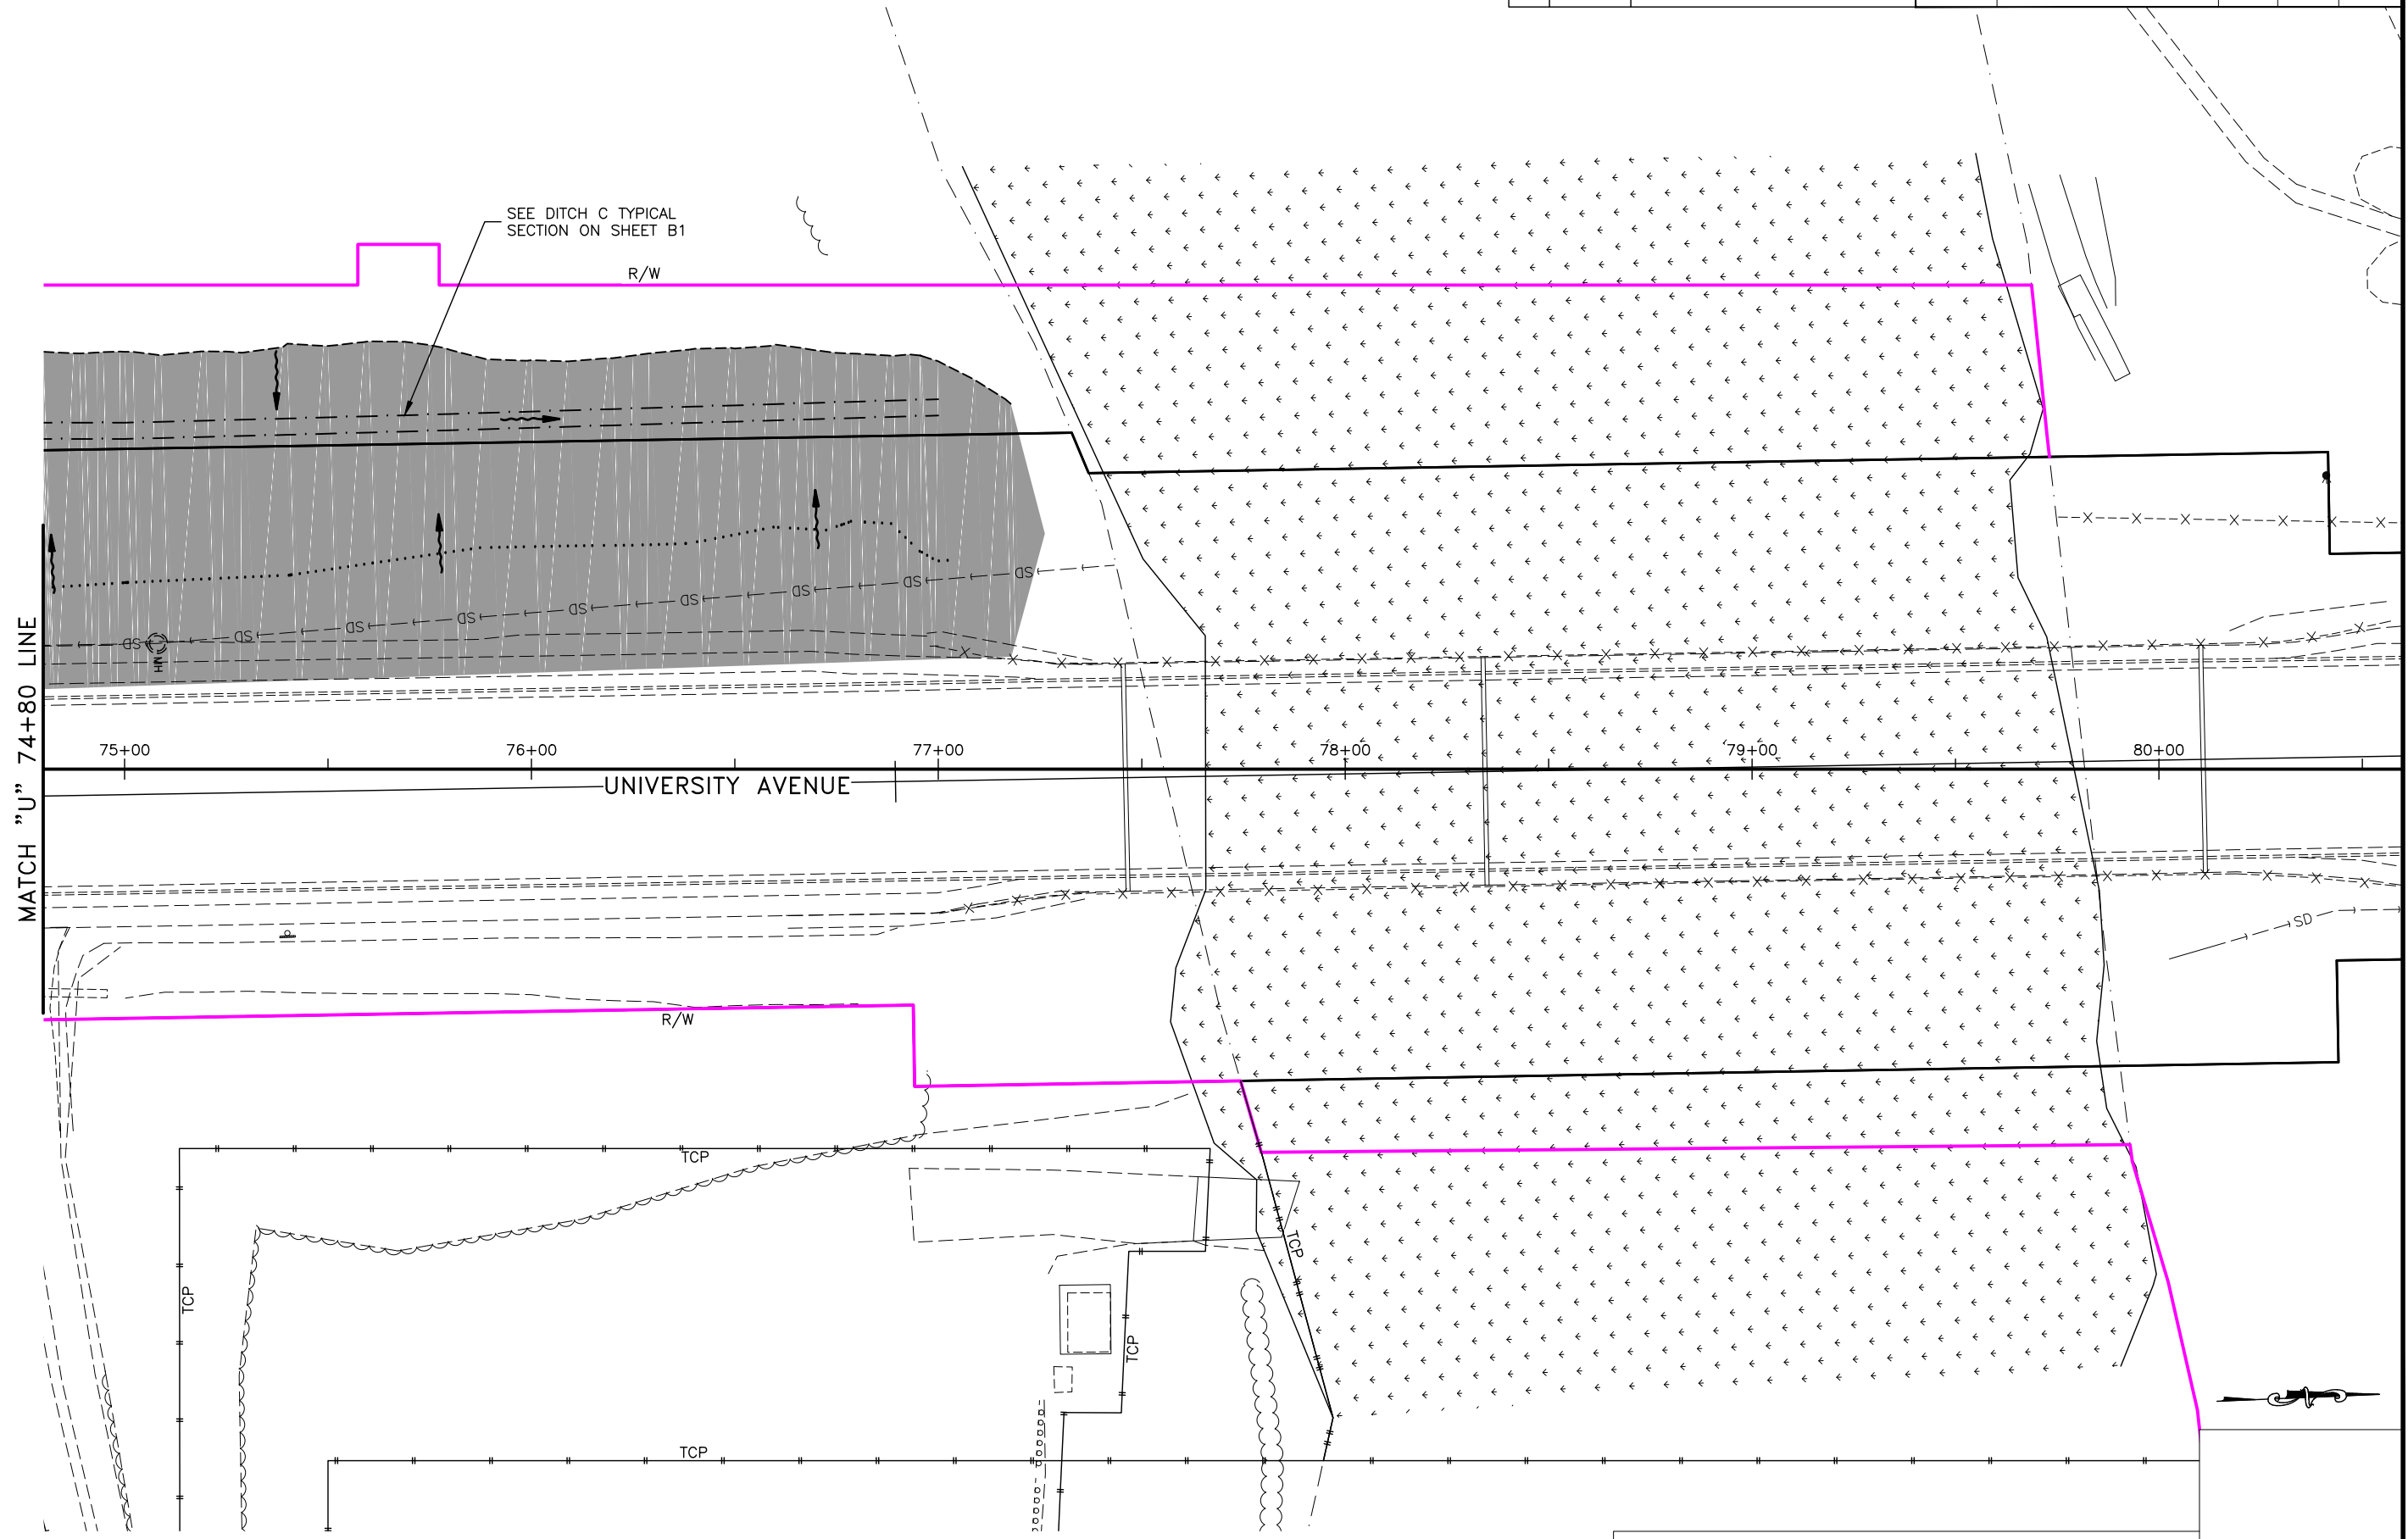 SEE DITCH C TYPICAL
SECTION ON SHEET B1
R/W
SD SD SD SD SD SD SD SD SD
HN
MATCH "U" 74+80 LINE
75+00 76+00 77+00 78+00 79+00 80+00
UNIVERSITY AVENUE
SD
R/W
TCP
TCP
TCP
TCP
TCP